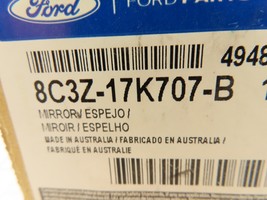 Ford
FORD PARTS
4948
8C3Z-17K707-B
MIRROR/ ESPEJO /
MIROIR / ESPELHO
MADE IN AUSTRALIA / FABRICADO EN AUSTRALIA /
FABRIQUÉ EN AUSTRALIE